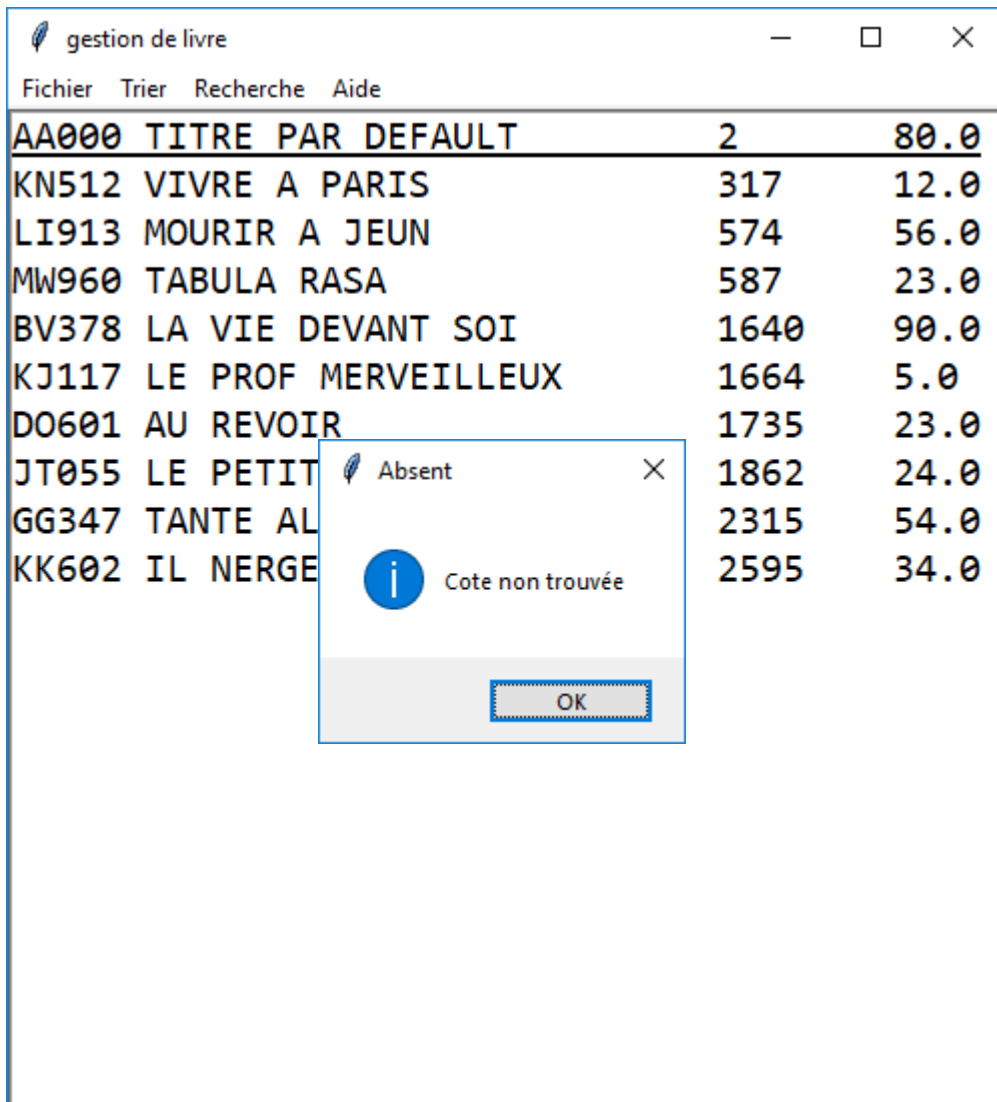 gestion de livre
Fichier Trier Recherche Aide
AA000 TITRE PAR DEFAULT 2 80.0
KN512 VIVRE A PARIS 317 12.0
LI913 MOURIR A JEUN 574 56.0
MW960 TABULA RASA 587 23.0
BV378 LA VIE DEVANT SOI 1640 90.0
KJ117 LE PROF MERVEILLEUX 1664 5.0
DO601 AU REVOIR 1735 23.0
JT055 LE PETIT 1862 24.0
GG347 TANTE AL 2315 54.0
KK602 IL NERGE 2595 34.0
Absent
Cote non trouvée
OK